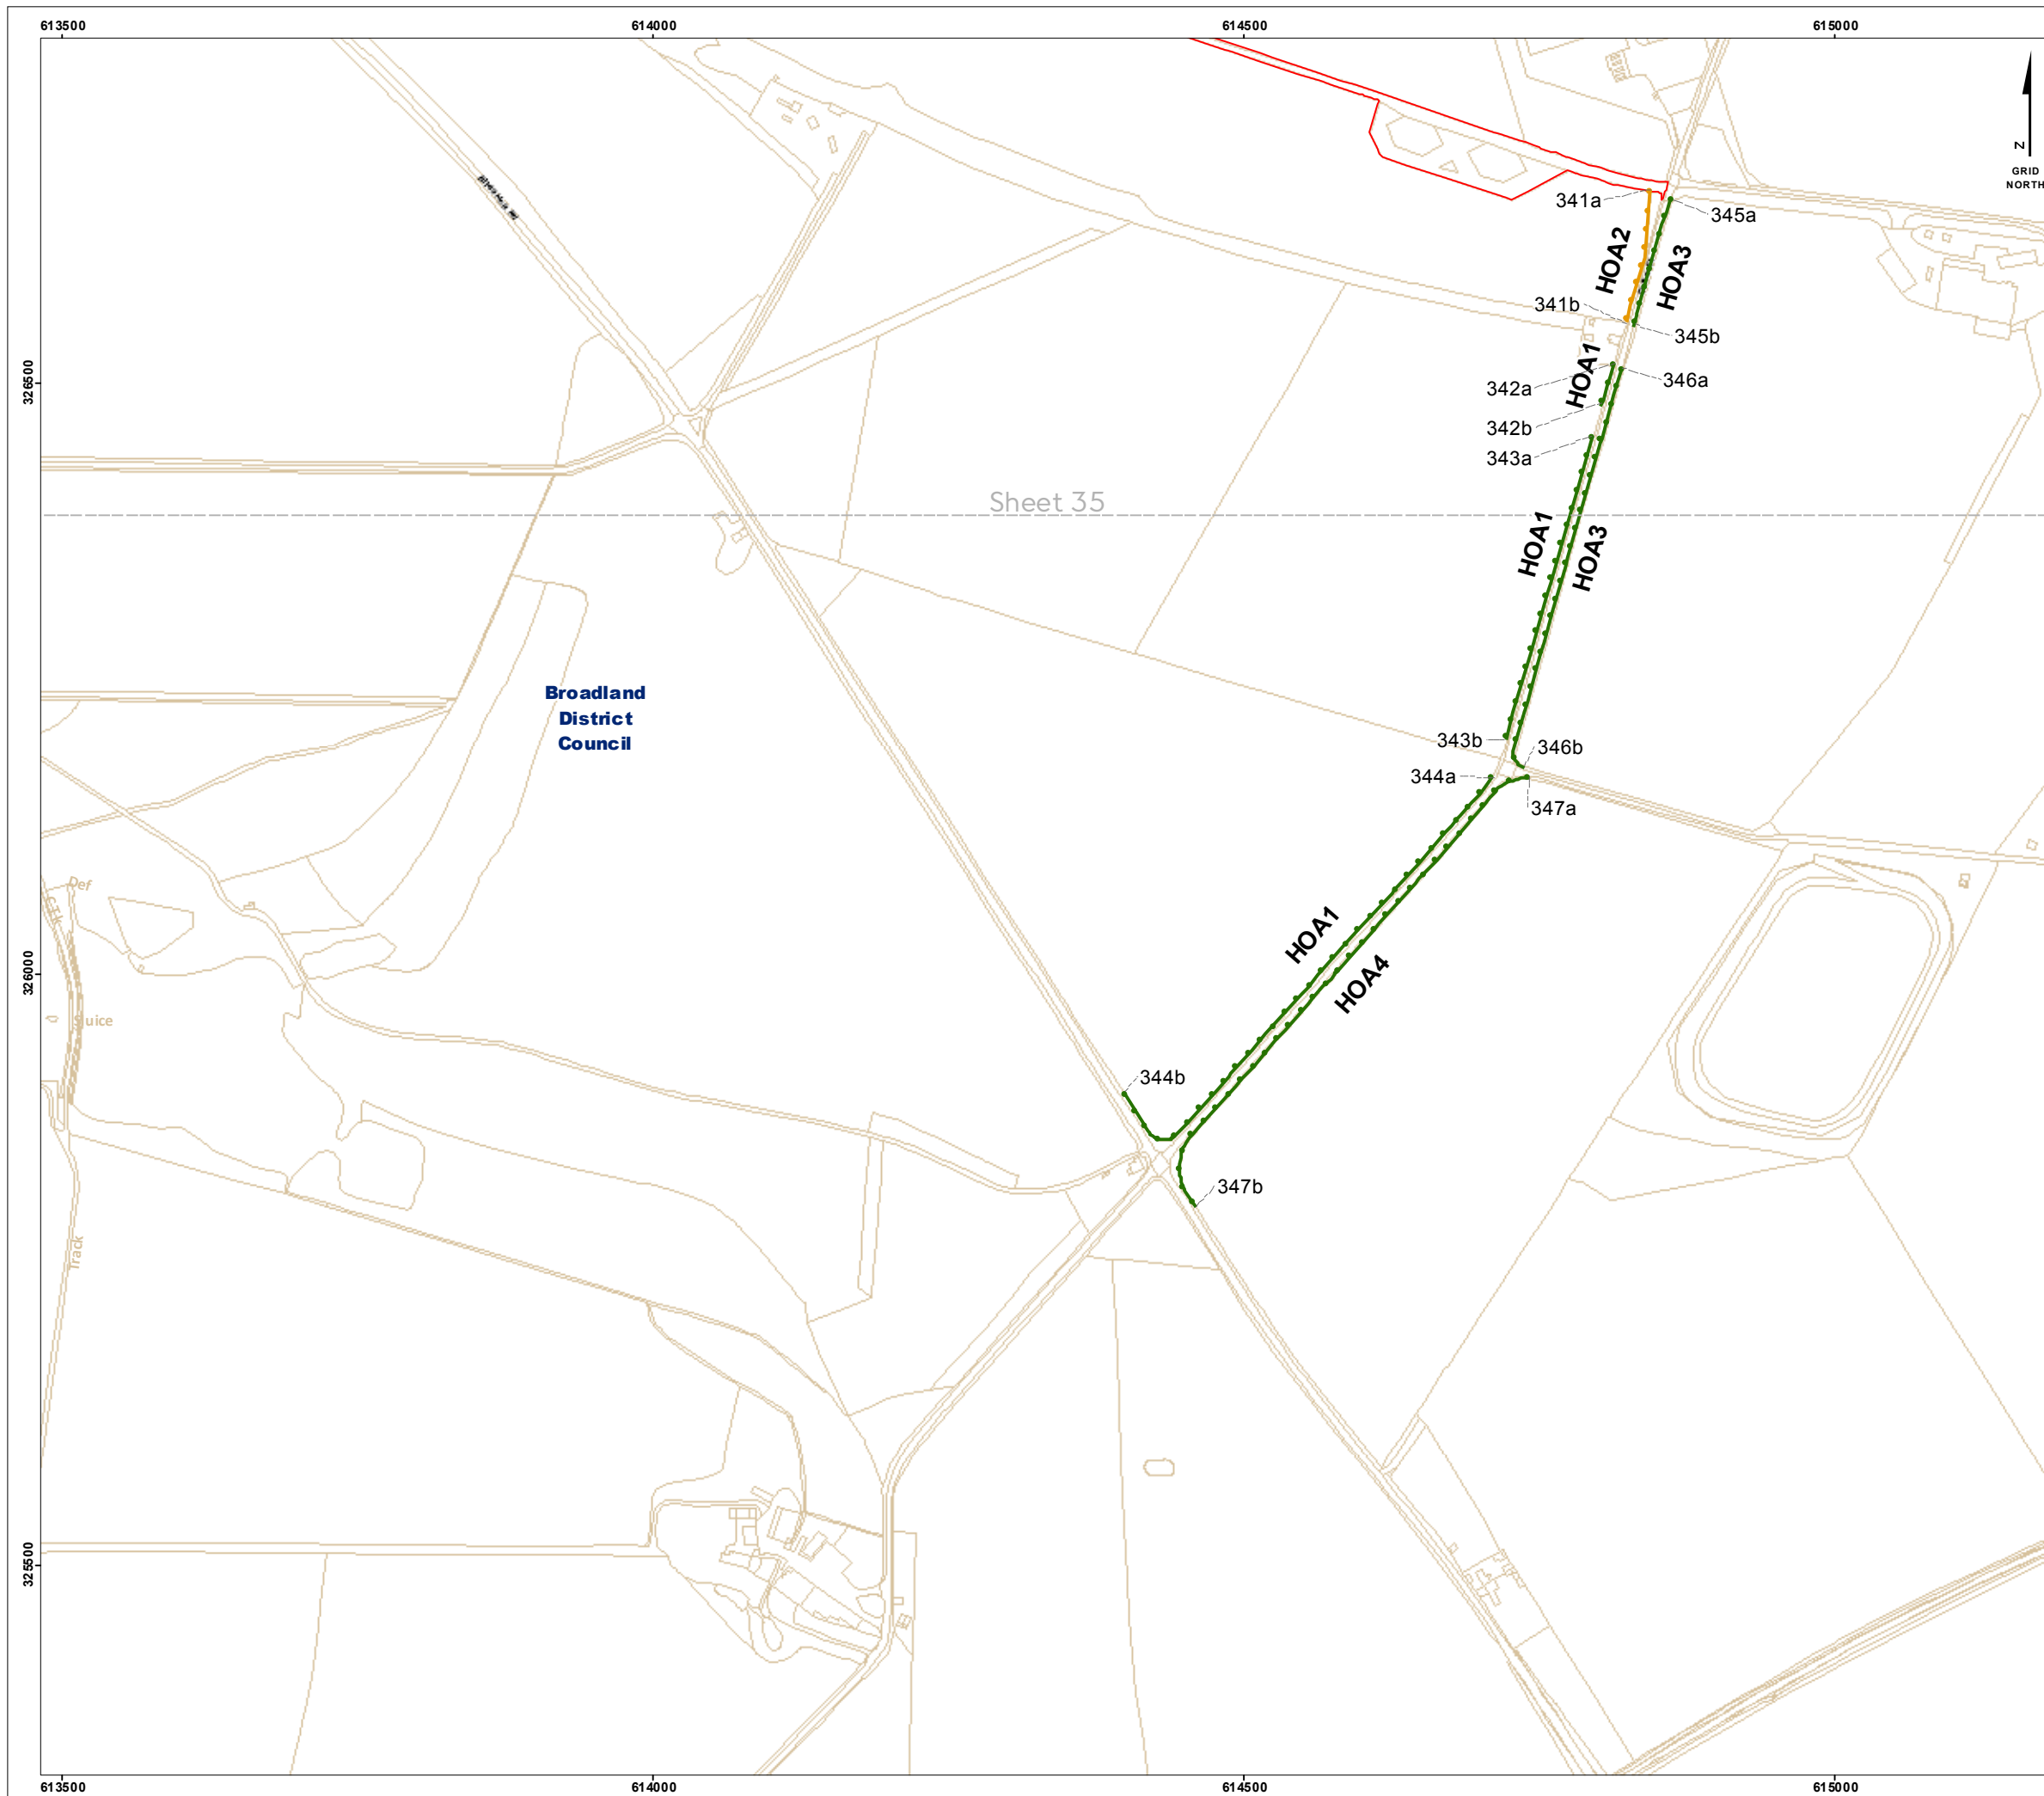 613500
614000
614500
615000
N
GRID
NORTH
341a
345a
HOA2
HOA3
341b
345b
HOA1
326500
342a
346a
342b
343a
Sheet 35
HOA1
HOA3
Broadland
District
Council
343b
346b
344a
347a
Def
HOA1
HOA4
326000
Sluice
344b
347b
Track
325500
613500
614000
614500
615000